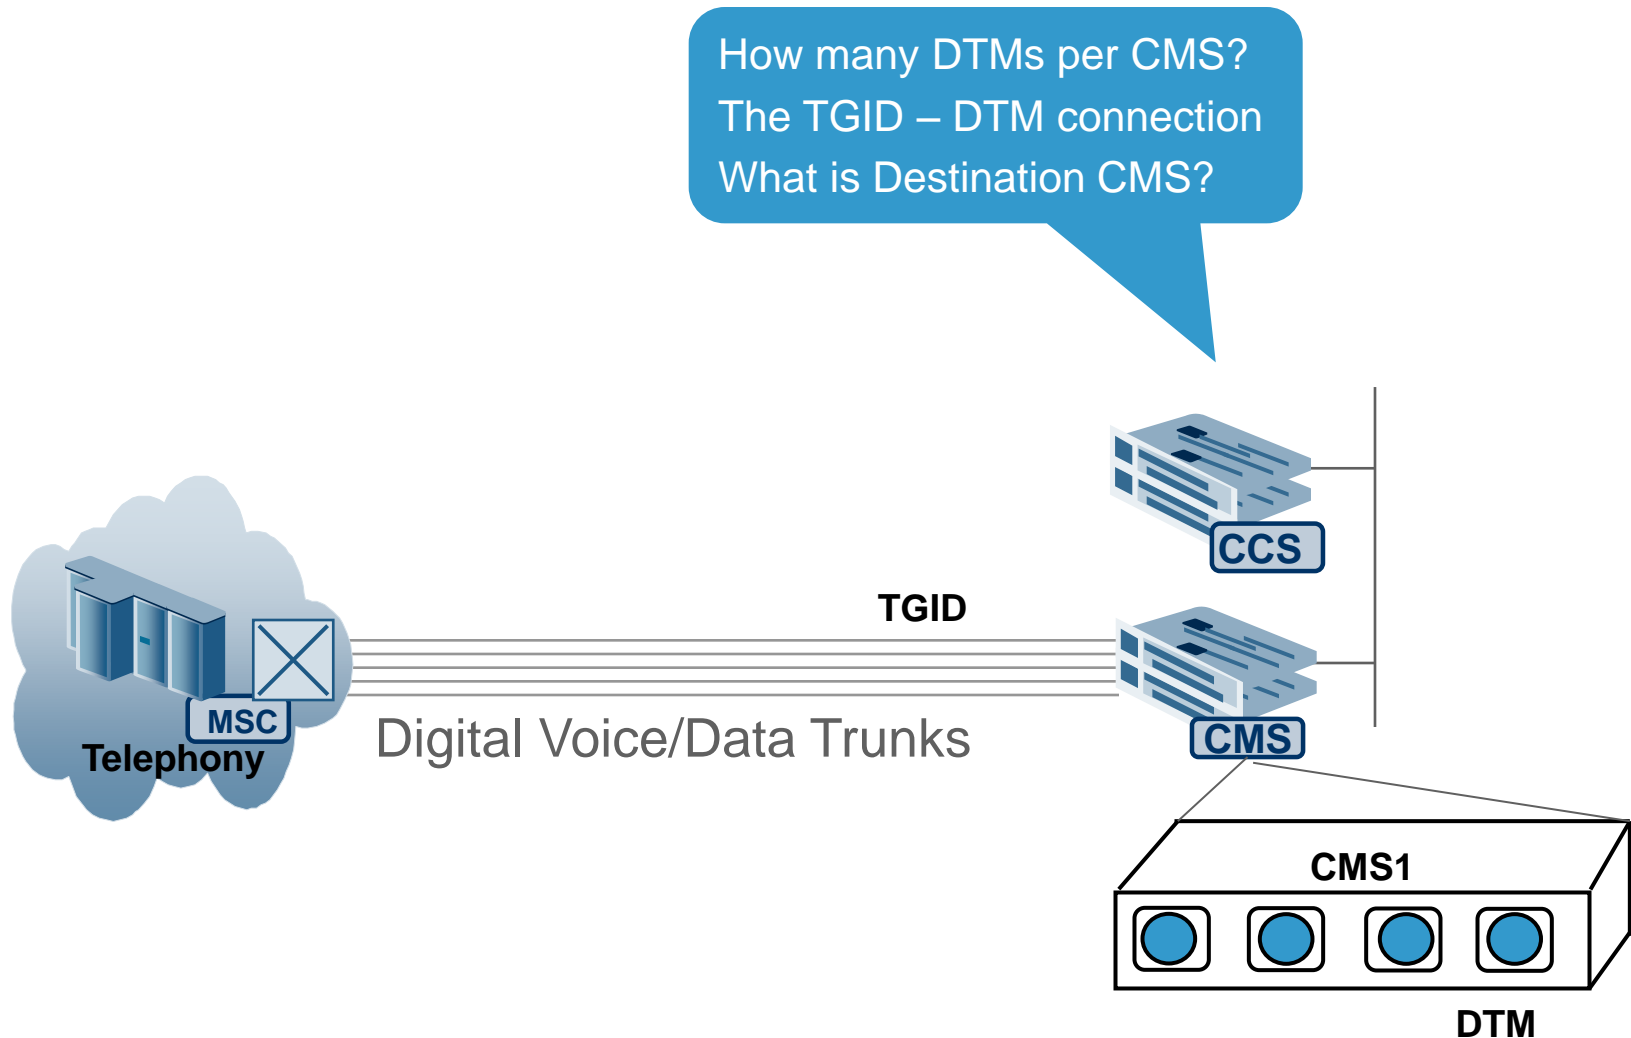 How many DTMs per CMS?
The TGID – DTM connection
What is Destination CMS?
CCS
TGID
MSC
Telephony
Digital Voice/Data Trunks
CMS
CMS1
DTM